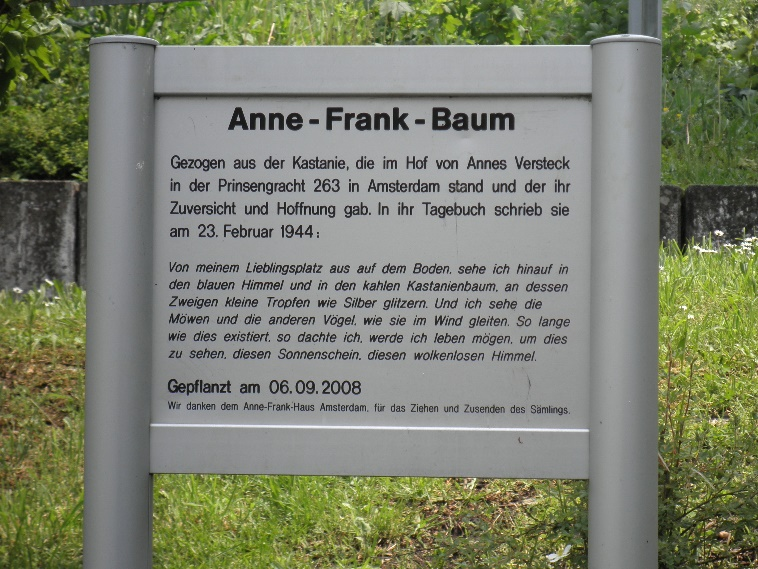 Anne - Frank - Baum
Gezogen aus der Kastanie, die im Hof von Annes Versteck
in der Prinsengracht 263 in Amsterdam stand und der ihr
Zuversicht und Hoffnung gab. In ihr Tagebuch schrieb sie
am 23. Februar 1944:
Von meinem Lieblingsplatz aus auf dem Boden, sehe ich hinauf in
den blauen Himmel und in den kahlen Kastanienbaum, an dessen
Zweigen kleine Tropfen wie Silber glitzern. Und ich sehe die
Möwen und die anderen Vögel, wie sie im Wind gleiten. So lange
wie dies existiert, so dachte ich, werde ich leben mögen, um dies
zu sehen, diesen Sonnenschein, diesen wolkenlosen Himmel.
Gepflanzt am 06.09.2008
Wir danken dem Anne-Frank-Haus Amsterdam, für das Ziehen und Zusenden des Sämlings.